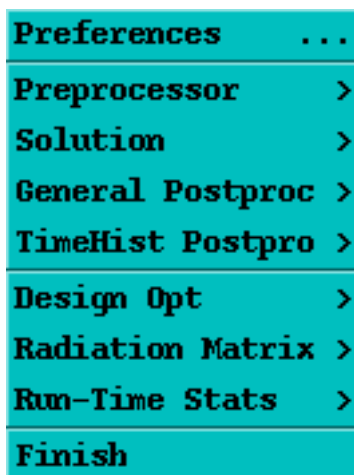 Preferences ...
Preprocessor >
Solution >
General Postproc >
TimeHist Postpro >
Design Opt >
Radiation Matrix >
Run-Time Stats >
Finish